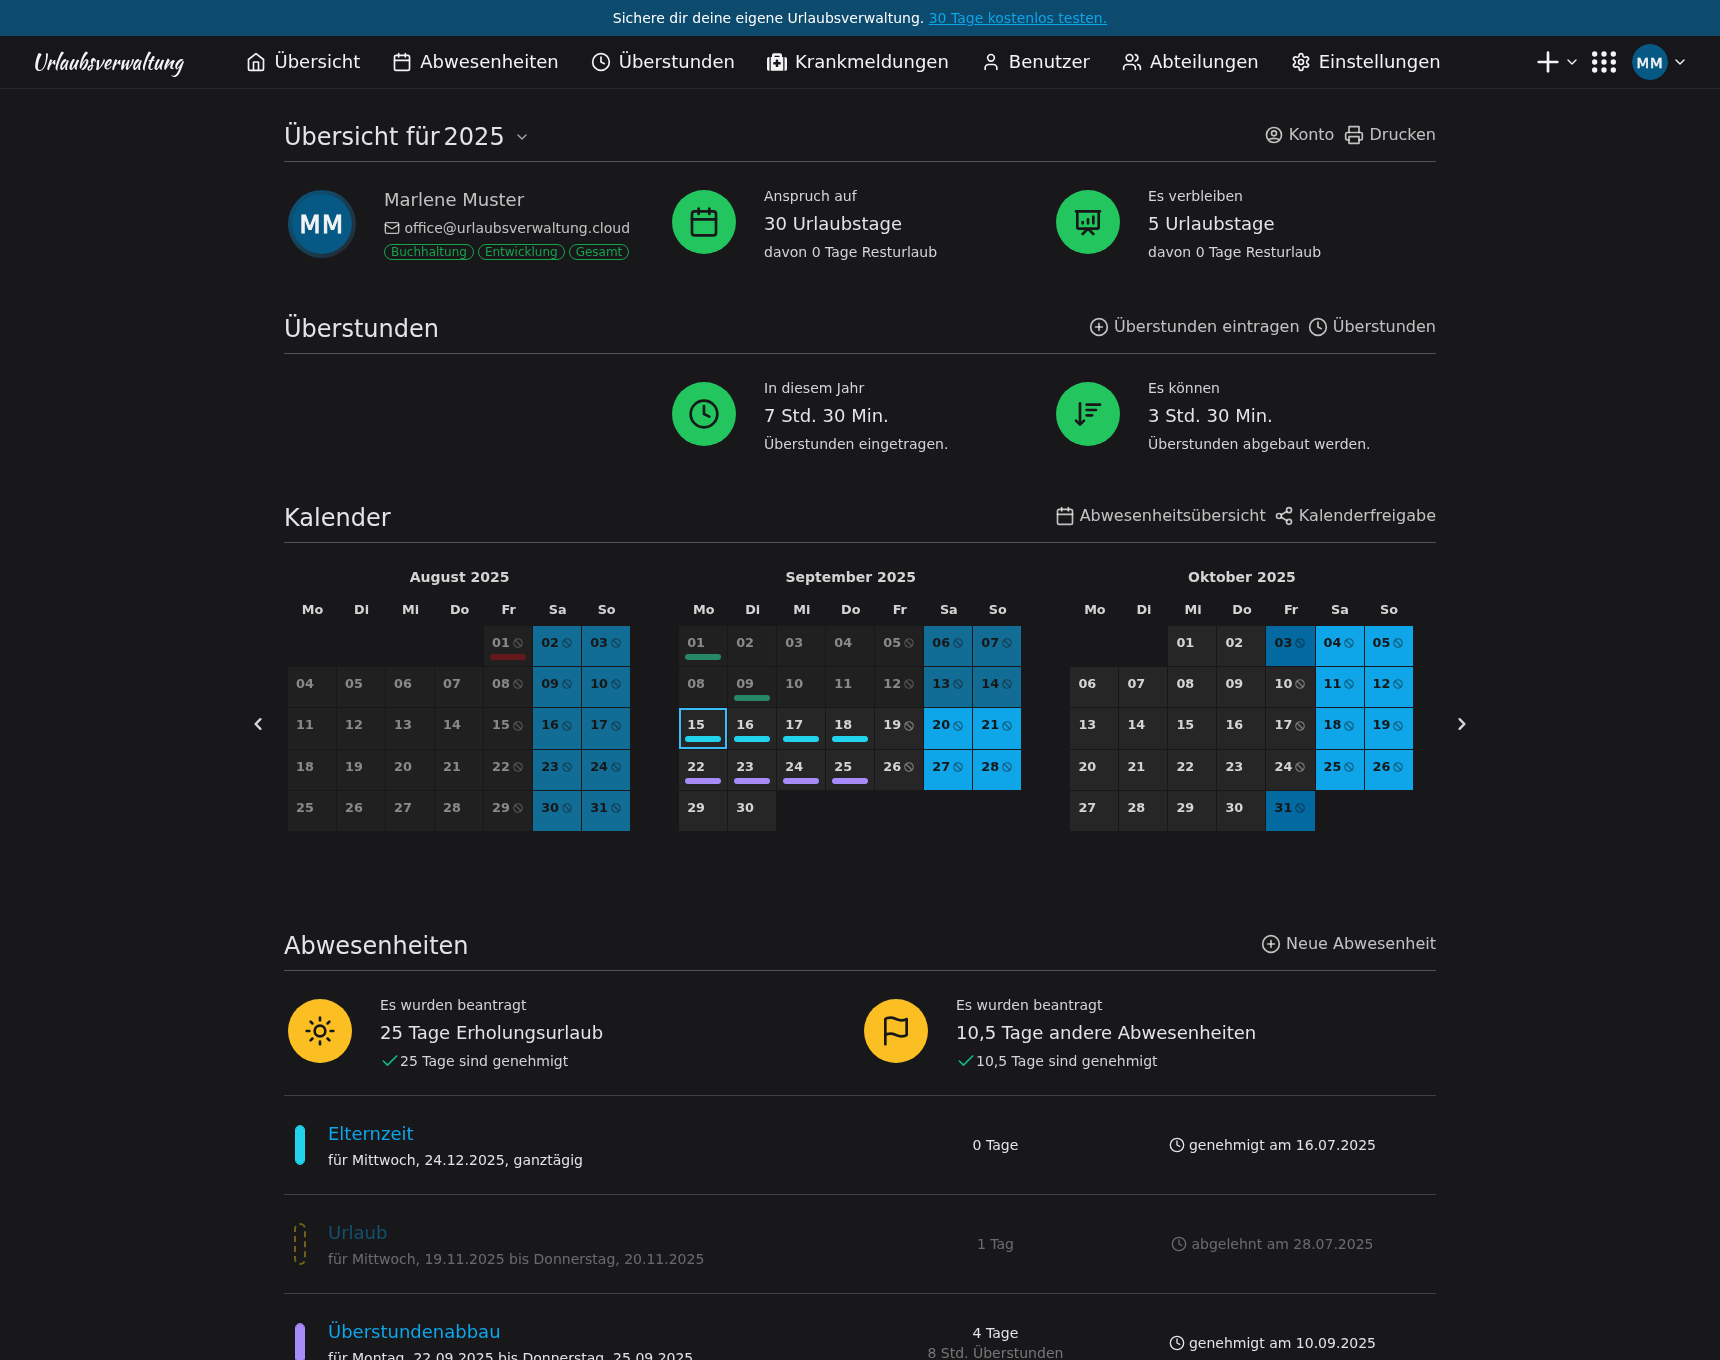 Sichere dir deine eigene Urlaubsverwaltung. 30 Tage kostenlos testen.
Urlaubsverwaltung Übersicht Abwesenheiten Überstunden Krankmeldungen Benutzer Abteilungen Einstellungen MM
Übersicht für 2025 Konto Drucken
MM
Marlene Muster
office@urlaubsverwaltung.cloud
Buchhaltung Entwicklung Gesamt
Anspruch auf
30 Urlaubstage
davon 0 Tage Resturlaub
Es verbleiben
5 Urlaubstage
davon 0 Tage Resturlaub
Überstunden Überstunden eintragen Überstunden
In diesem Jahr
7 Std. 30 Min.
Überstunden eingetragen.
Es können
3 Std. 30 Min.
Überstunden abgebaut werden.
Kalender Abwesenheitsübersicht Kalenderfreigabe
August 2025
Mo Di Mi Do Fr Sa So
01 02 03
04 05 06 07 08 09 10
11 12 13 14 15 16 17
18 19 20 21 22 23 24
25 26 27 28 29 30 31
September 2025
Mo Di Mi Do Fr Sa So
01 02 03 04 05 06 07
08 09 10 11 12 13 14
15 16 17 18 19 20 21
22 23 24 25 26 27 28
29 30
Oktober 2025
Mo Di Mi Do Fr Sa So
01 02 03 04 05
06 07 08 09 10 11 12
13 14 15 16 17 18 19
20 21 22 23 24 25 26
27 28 29 30 31
Abwesenheiten Neue Abwesenheit
Es wurden beantragt
25 Tage Erholungsurlaub
25 Tage sind genehmigt
Es wurden beantragt
10,5 Tage andere Abwesenheiten
10,5 Tage sind genehmigt
Elternzeit
für Mittwoch, 24.12.2025, ganztägig
0 Tage
genehmigt am 16.07.2025
Urlaub
für Mittwoch, 19.11.2025 bis Donnerstag, 20.11.2025
1 Tag
abgelehnt am 28.07.2025
Überstundenabbau
für Montag, 22.09.2025 bis Donnerstag, 25.09.2025
4 Tage
8 Std. Überstunden
genehmigt am 10.09.2025